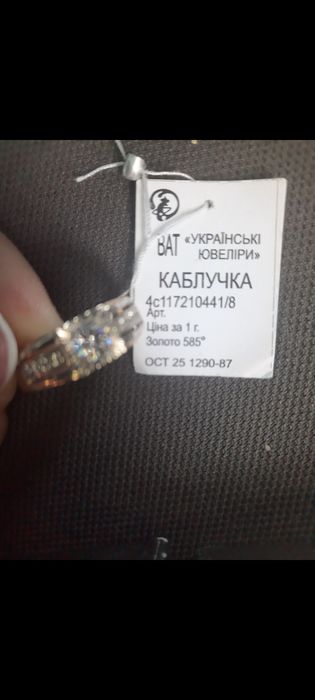 ВАТ «УКРАЇНСЬКІ
ЮВЕЛІРИ»
КАБЛУЧКА
4с117210441/8
Арт.
Ціна за 1 г.
Золото 585°
ОСТ 25 1290-87